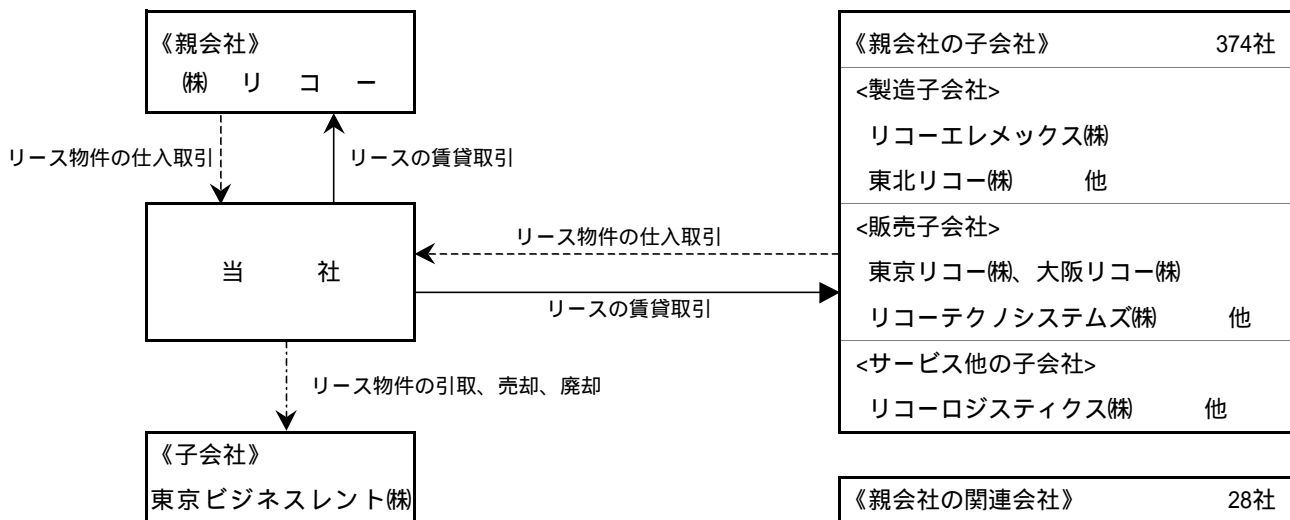 《親会社》
㈱ リ コ ー
リース物件の仕入取引
リースの賃貸取引
当 社
リース物件の引取、売却、廃却
《子会社》
東京ビジネスレント㈱
リース物件の仕入取引
リースの賃貸取引
《親会社の子会社》 374社
<製造子会社>
リコーエレメックス㈱
東北リコー㈱ 他
<販売子会社>
東京リコー㈱、大阪リコー㈱
リコーテクノシステムズ㈱ 他
<サービス他の子会社>
リコーロジスティクス㈱ 他
《親会社の関連会社》 28社